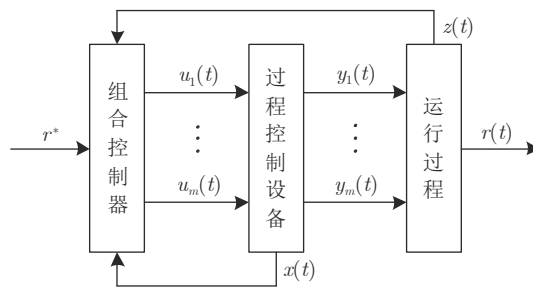 z(t)
组合控制器
u₁(t)
⋮
uₘ(t)
过程控制设备
y₁(t)
⋮
yₘ(t)
运行过程
r*
r(t)
x(t)